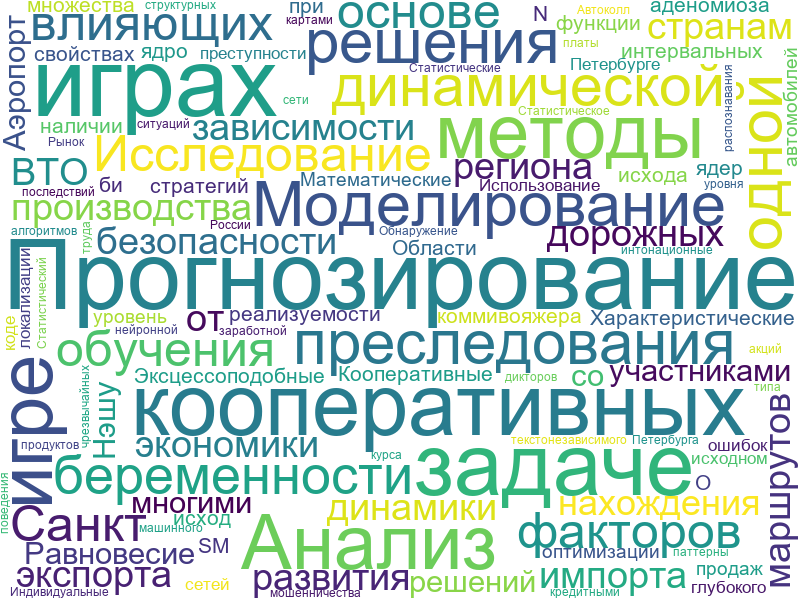 множества
структурных
при
картами
основе
N
Автоколл
аденомиоза
функции
платы
странам
влияющих
решения
интервальных
свойствах
ядро
преступности
Статистические
Петербурге
Аэропорт
играх
сети
динамической
Статистическое
распознавания
одной
автомобилей
наличии
ситуаций
зависимости
методы
Рынок
Исследование
ВТО
региона
исхода
ядер
последствий
би
стратегий
Математические
Использование
уровня
производства
России
Моделирование
дорожных
алгоритмов
труда
безопасности
Обнаружение
Области
интонационные
Прогнозирование
локализации
Статистический
уровень
от
реализуемости
коммивояжера
Характеристические
коде
нейронной
заработной
обучения
преследования
акций
игре
чрезвычайных
Нэшу
Эксцессоподобные
Кооперативные
дикторов
со
участниками
типа
кооперативных
маршрутов
продуктов
экономики
курса
текстонезависимого
Петербурга
ошибок
исходном
беременности
задаче
О
поведения
многими
динамики
нахождения
Санкт
исход
машинного
Анализ
факторов
Равновесие
SM
оптимизации
паттерны
экспорта
развития
решений
импорта
продаж
глубокого
Индивидуальные
сетей
мошенничества
кредитными